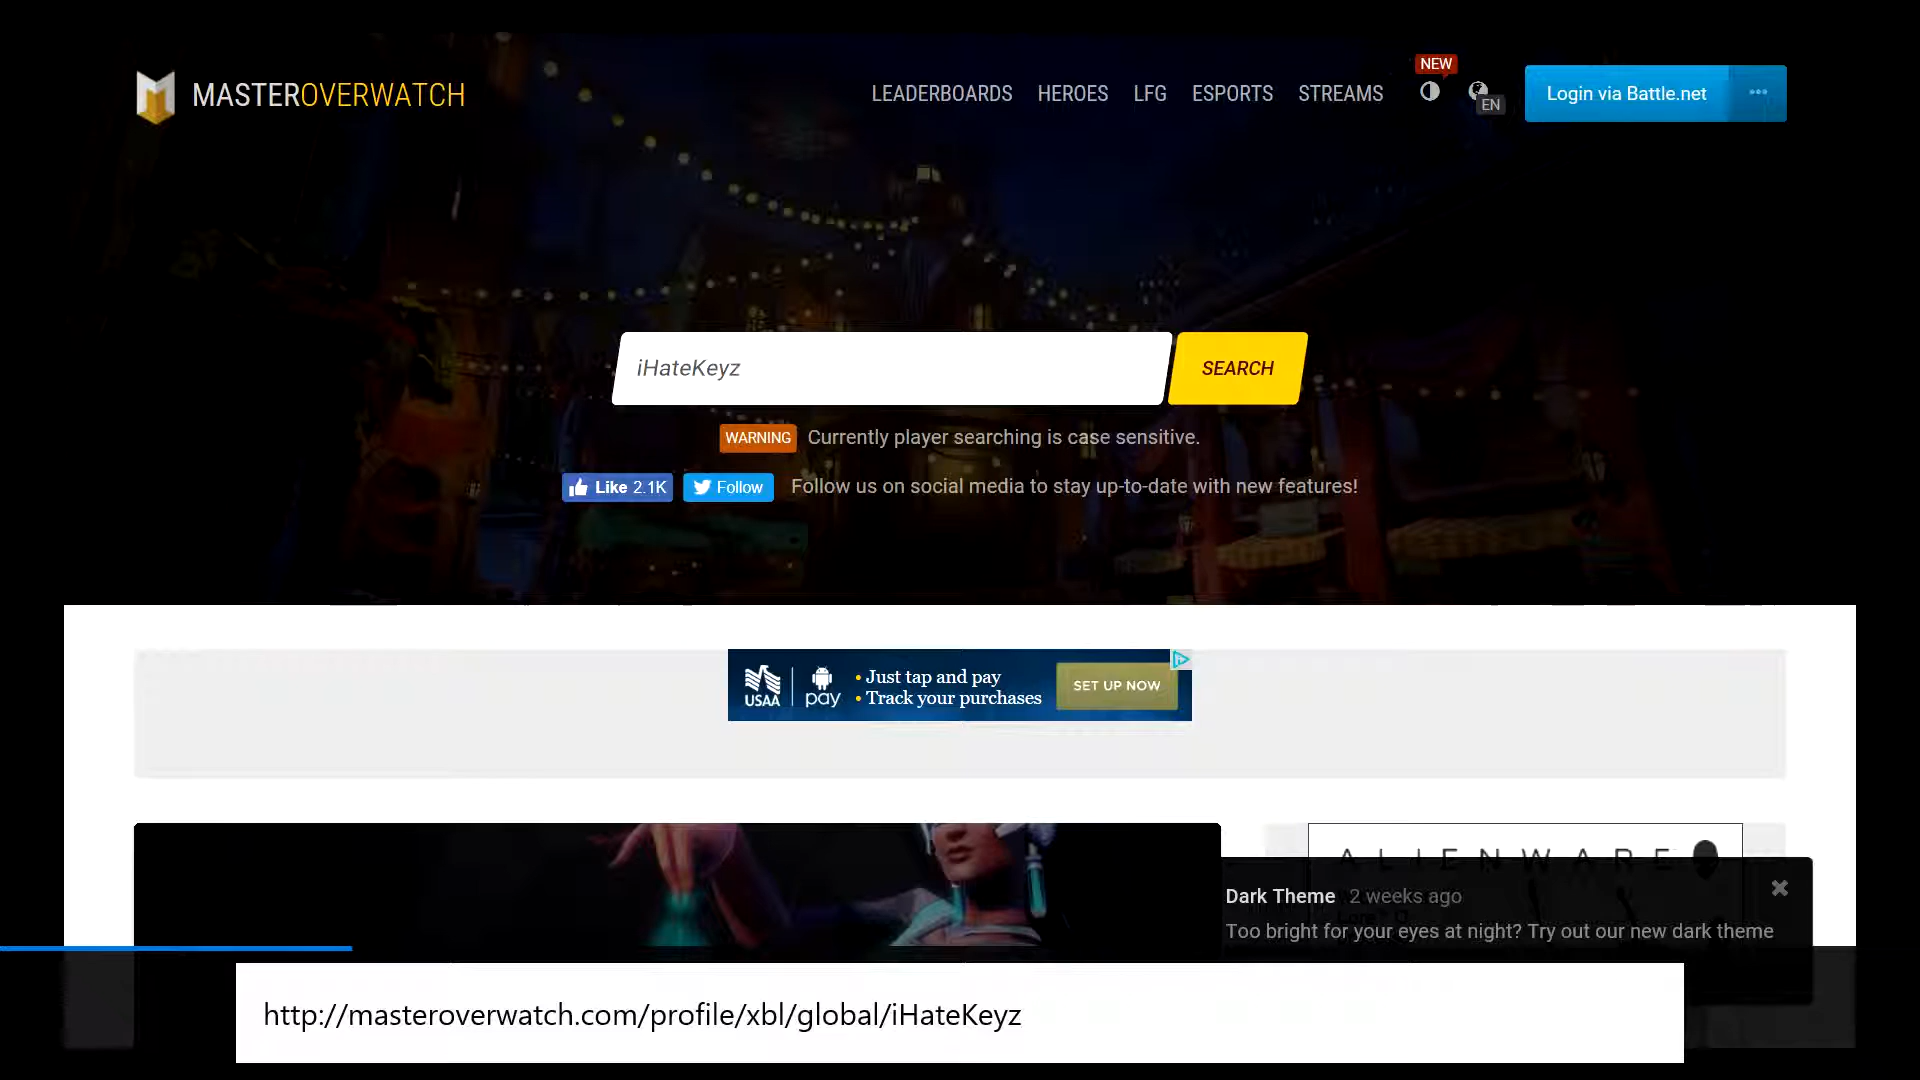 MASTEROVERWATCH
LEADERBOARDS HEROES LFG ESPORTS STREAMS
NEW
EN
Login via Battle.net
iHateKeyz
SEARCH
WARNING Currently player searching is case sensitive.
Like 2.1K Follow Follow us on social media to stay up-to-date with new features!
USAA
pay
• Just tap and pay
• Track your purchases
SET UP NOW
ALIENWARE
Dark Theme 2 weeks ago
Too bright for your eyes at night? Try out our new dark theme
http://masteroverwatch.com/profile/xbl/global/iHateKeyz